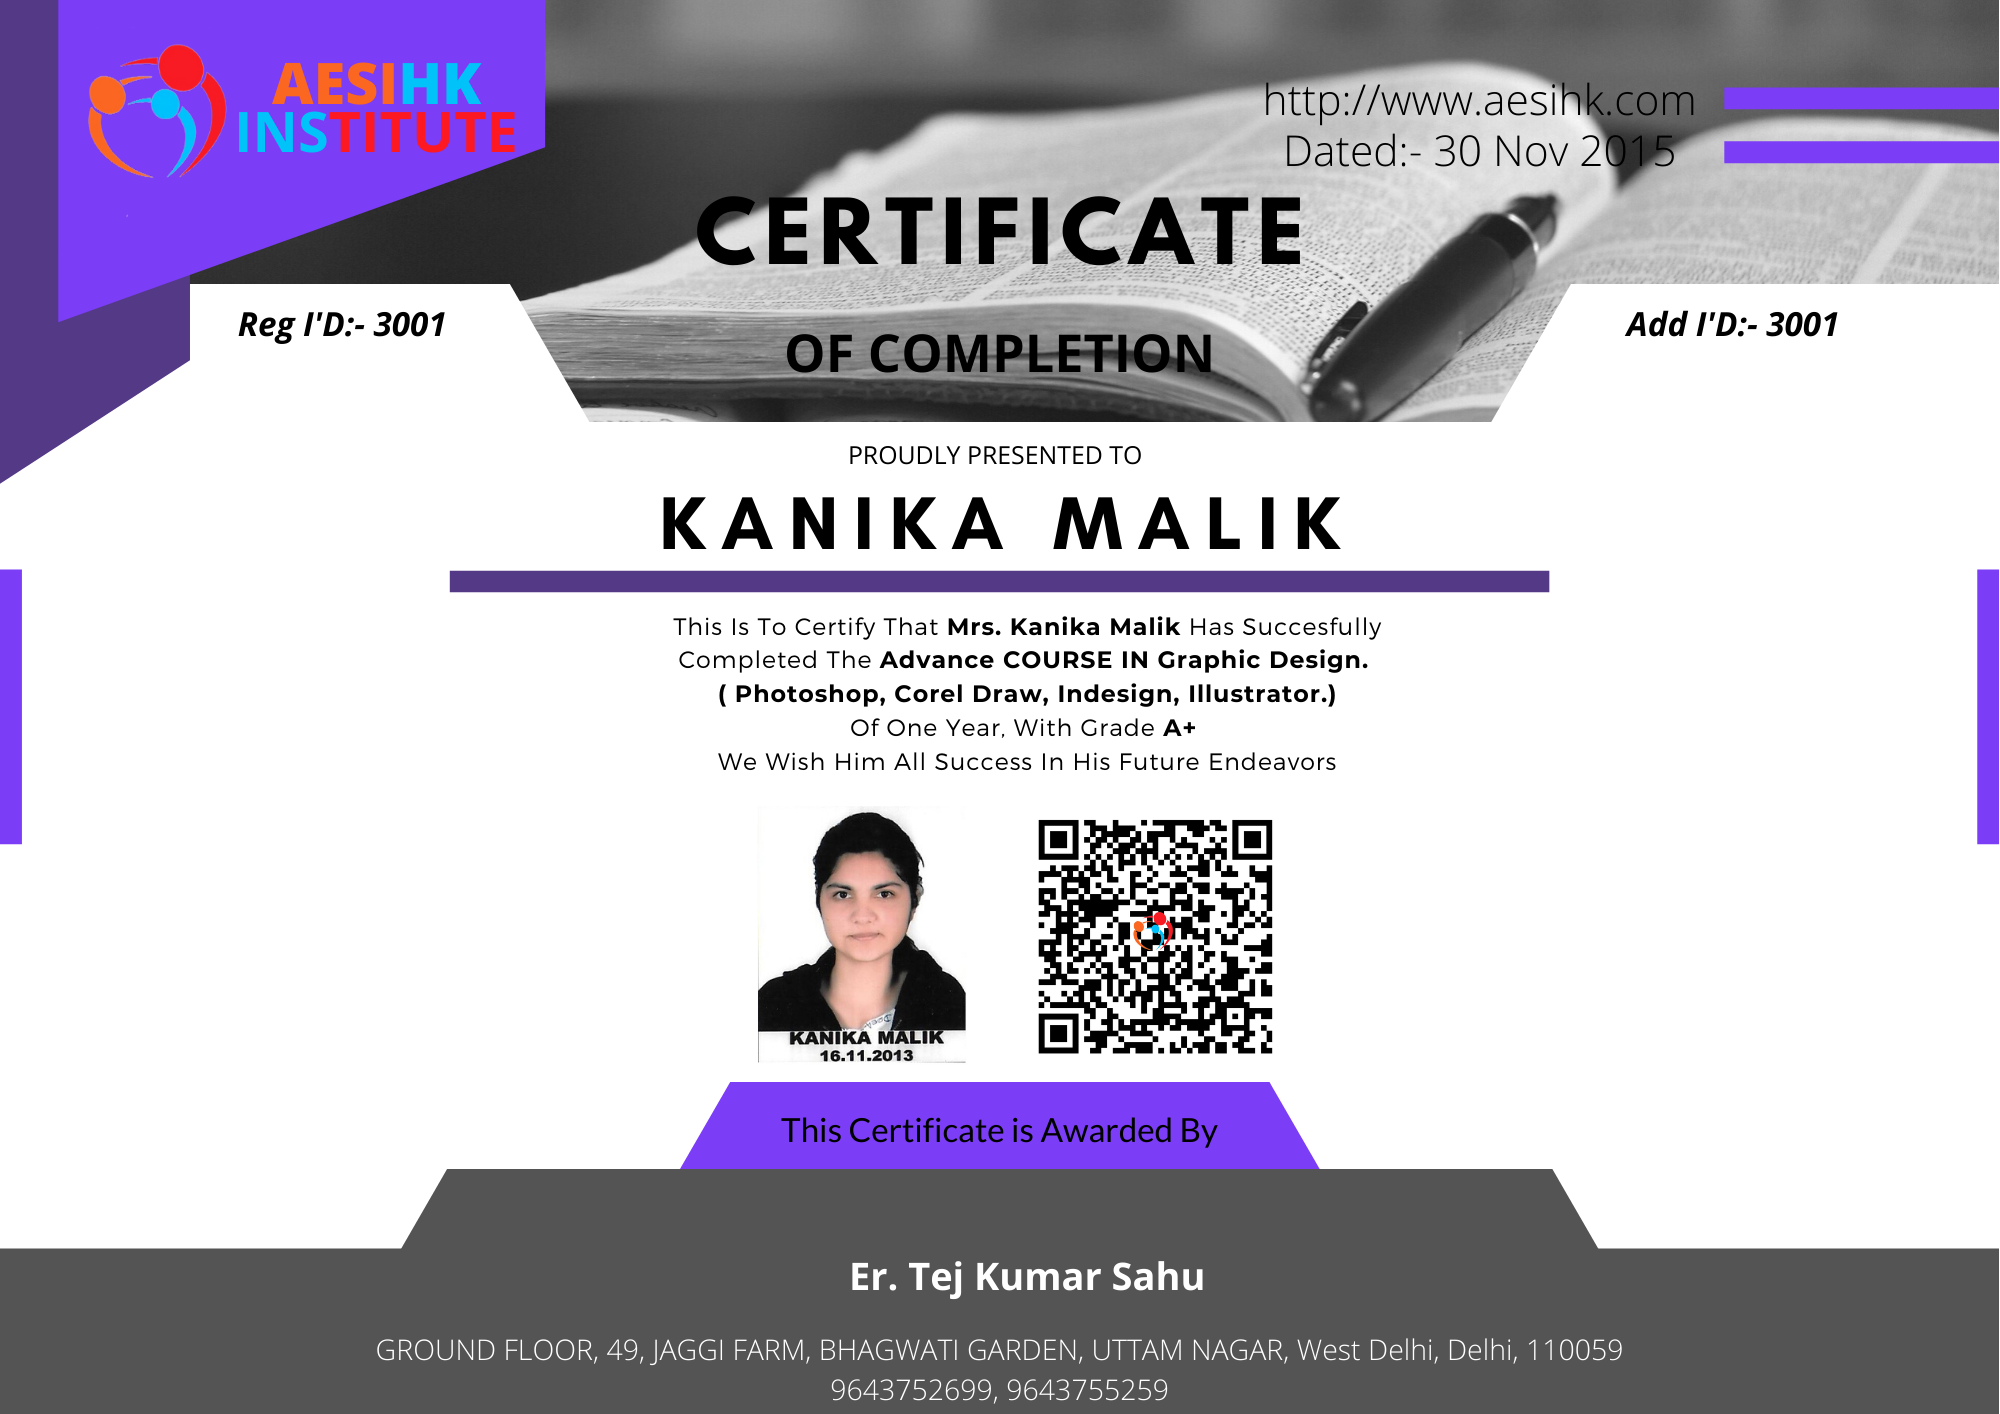 AESIHK
INSTITUTE
http://www.aesihk.com
Dated:- 30 Nov 2015
CERTIFICATE
OF COMPLETION
Reg I'D:- 3001
Add I'D:- 3001
PROUDLY PRESENTED TO
KANIKA MALIK
This Is To Certify That Mrs. Kanika Malik Has Succesfully
Completed The Advance COURSE IN Graphic Design.
( Photoshop, Corel Draw, Indesign, Illustrator.)
Of One Year, With Grade A+
We Wish Him All Success In His Future Endeavors
KANIKA MALIK
16.11.2013
This Certificate is Awarded By
Er. Tej Kumar Sahu
GROUND FLOOR, 49, JAGGI FARM, BHAGWATI GARDEN, UTTAM NAGAR, West Delhi, Delhi, 110059
9643752699, 9643755259